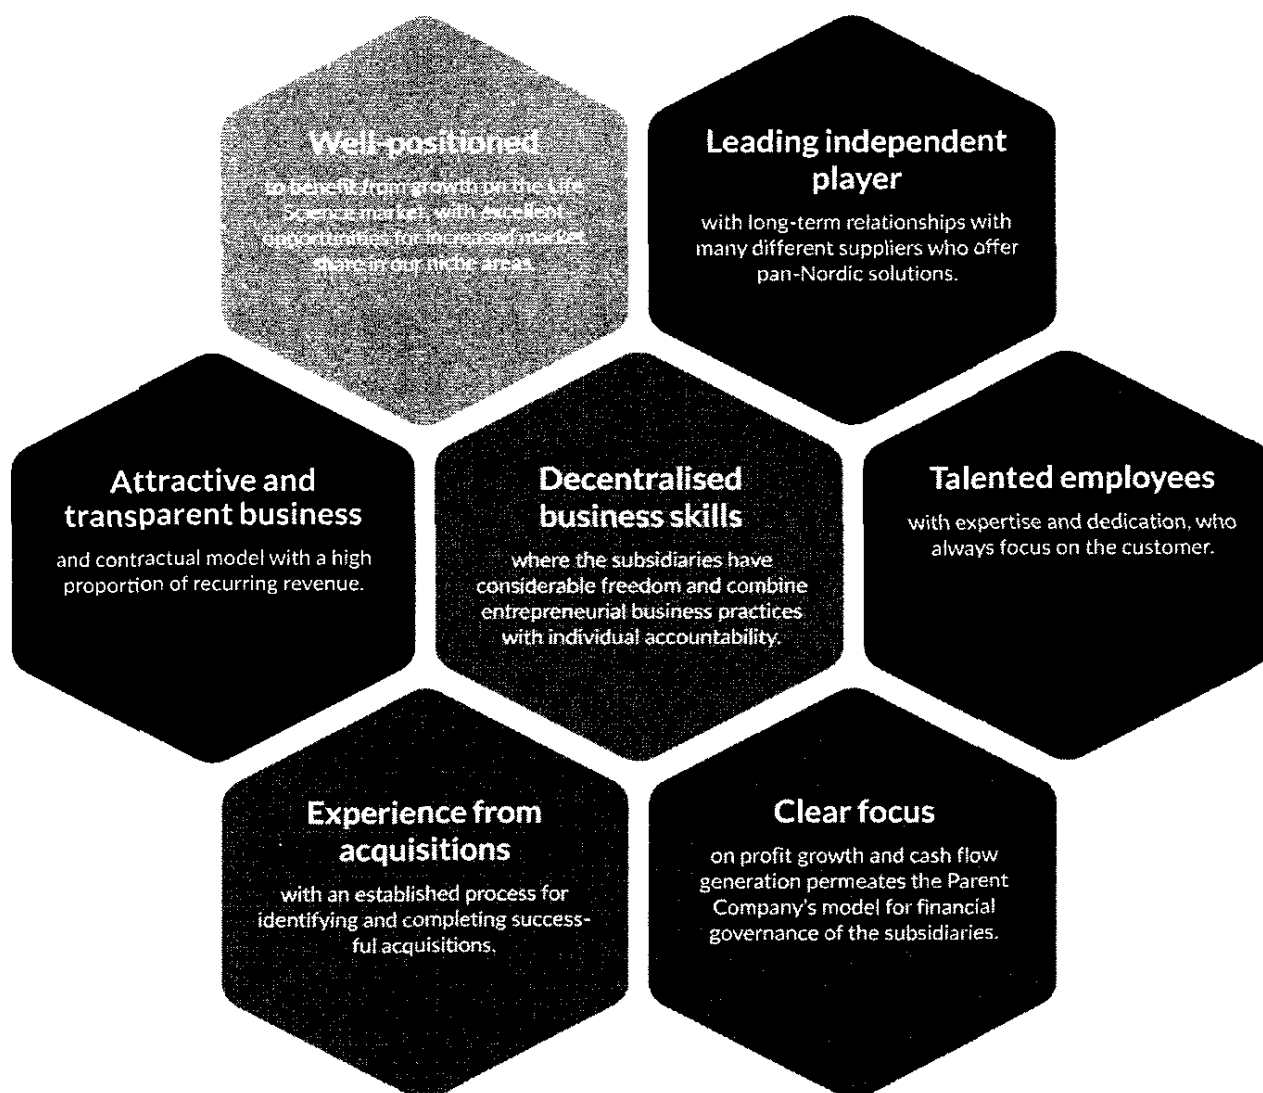 Well-positioned
to benefit from growth on the Life
Science market, with excellent
opportunities for increased market
share in our niche areas.
Leading independent
player
with long-term relationships with
many different suppliers who offer
pan-Nordic solutions.
Attractive and
transparent business
and contractual model with a high
proportion of recurring revenue.
Decentralised
business skills
where the subsidiaries have
considerable freedom and combine
entrepreneurial business practices
with individual accountability.
Talented employees
with expertise and dedication, who
always focus on the customer.
Experience from
acquisitions
with an established process for
identifying and completing success-
ful acquisitions.
Clear focus
on profit growth and cash flow
generation permeates the Parent
Company's model for financial
governance of the subsidiaries.